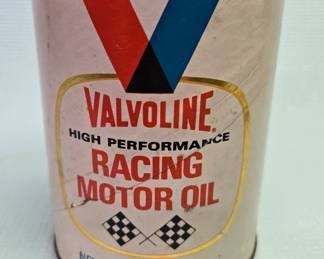 VALVOLINE
HIGH PERFORMANCE
RACING
MOTOR OIL